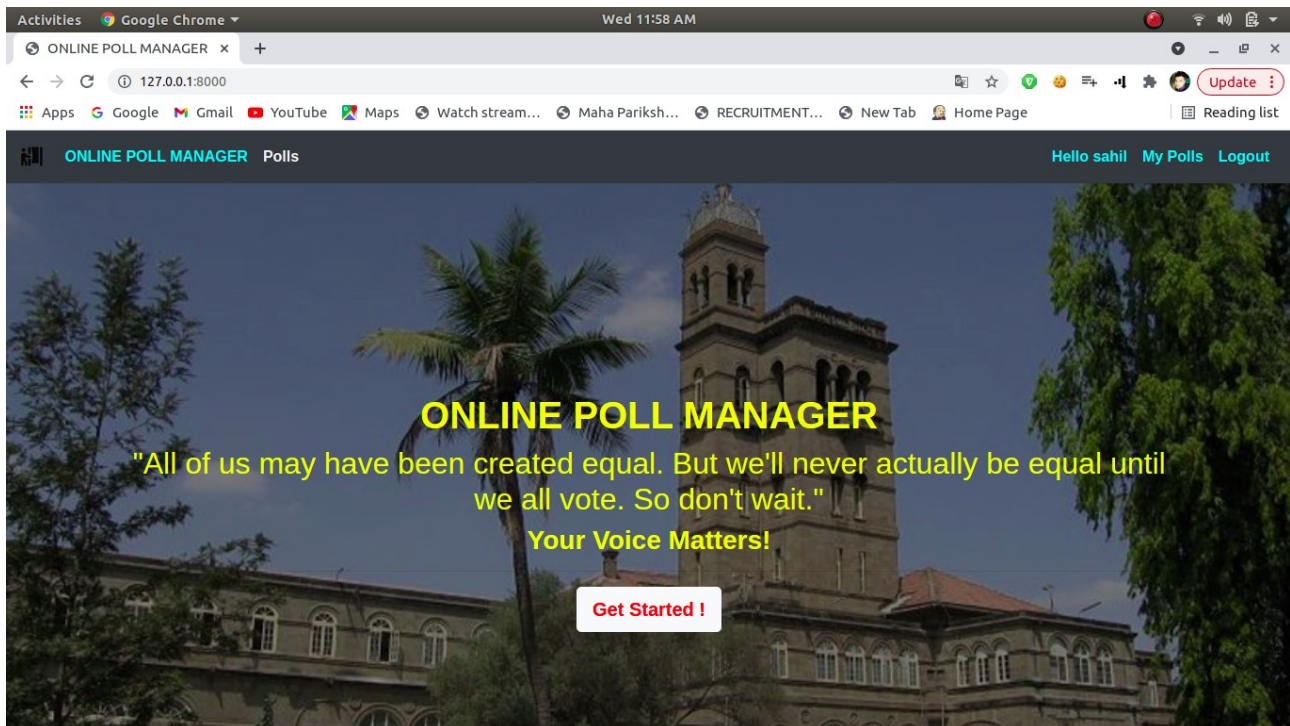 Activities Google Chrome Wed 11:58 AM
ONLINE POLL MANAGER
127.0.0.1:8000 Update
Apps Google Gmail YouTube Maps Watch stream... Maha Pariksh... RECRUITMENT... New Tab Home Page Reading list
ONLINE POLL MANAGER Polls Hello sahil My Polls Logout
ONLINE POLL MANAGER
"All of us may have been created equal. But we'll never actually be equal until
we all vote. So don't wait."
Your Voice Matters!
Get Started !